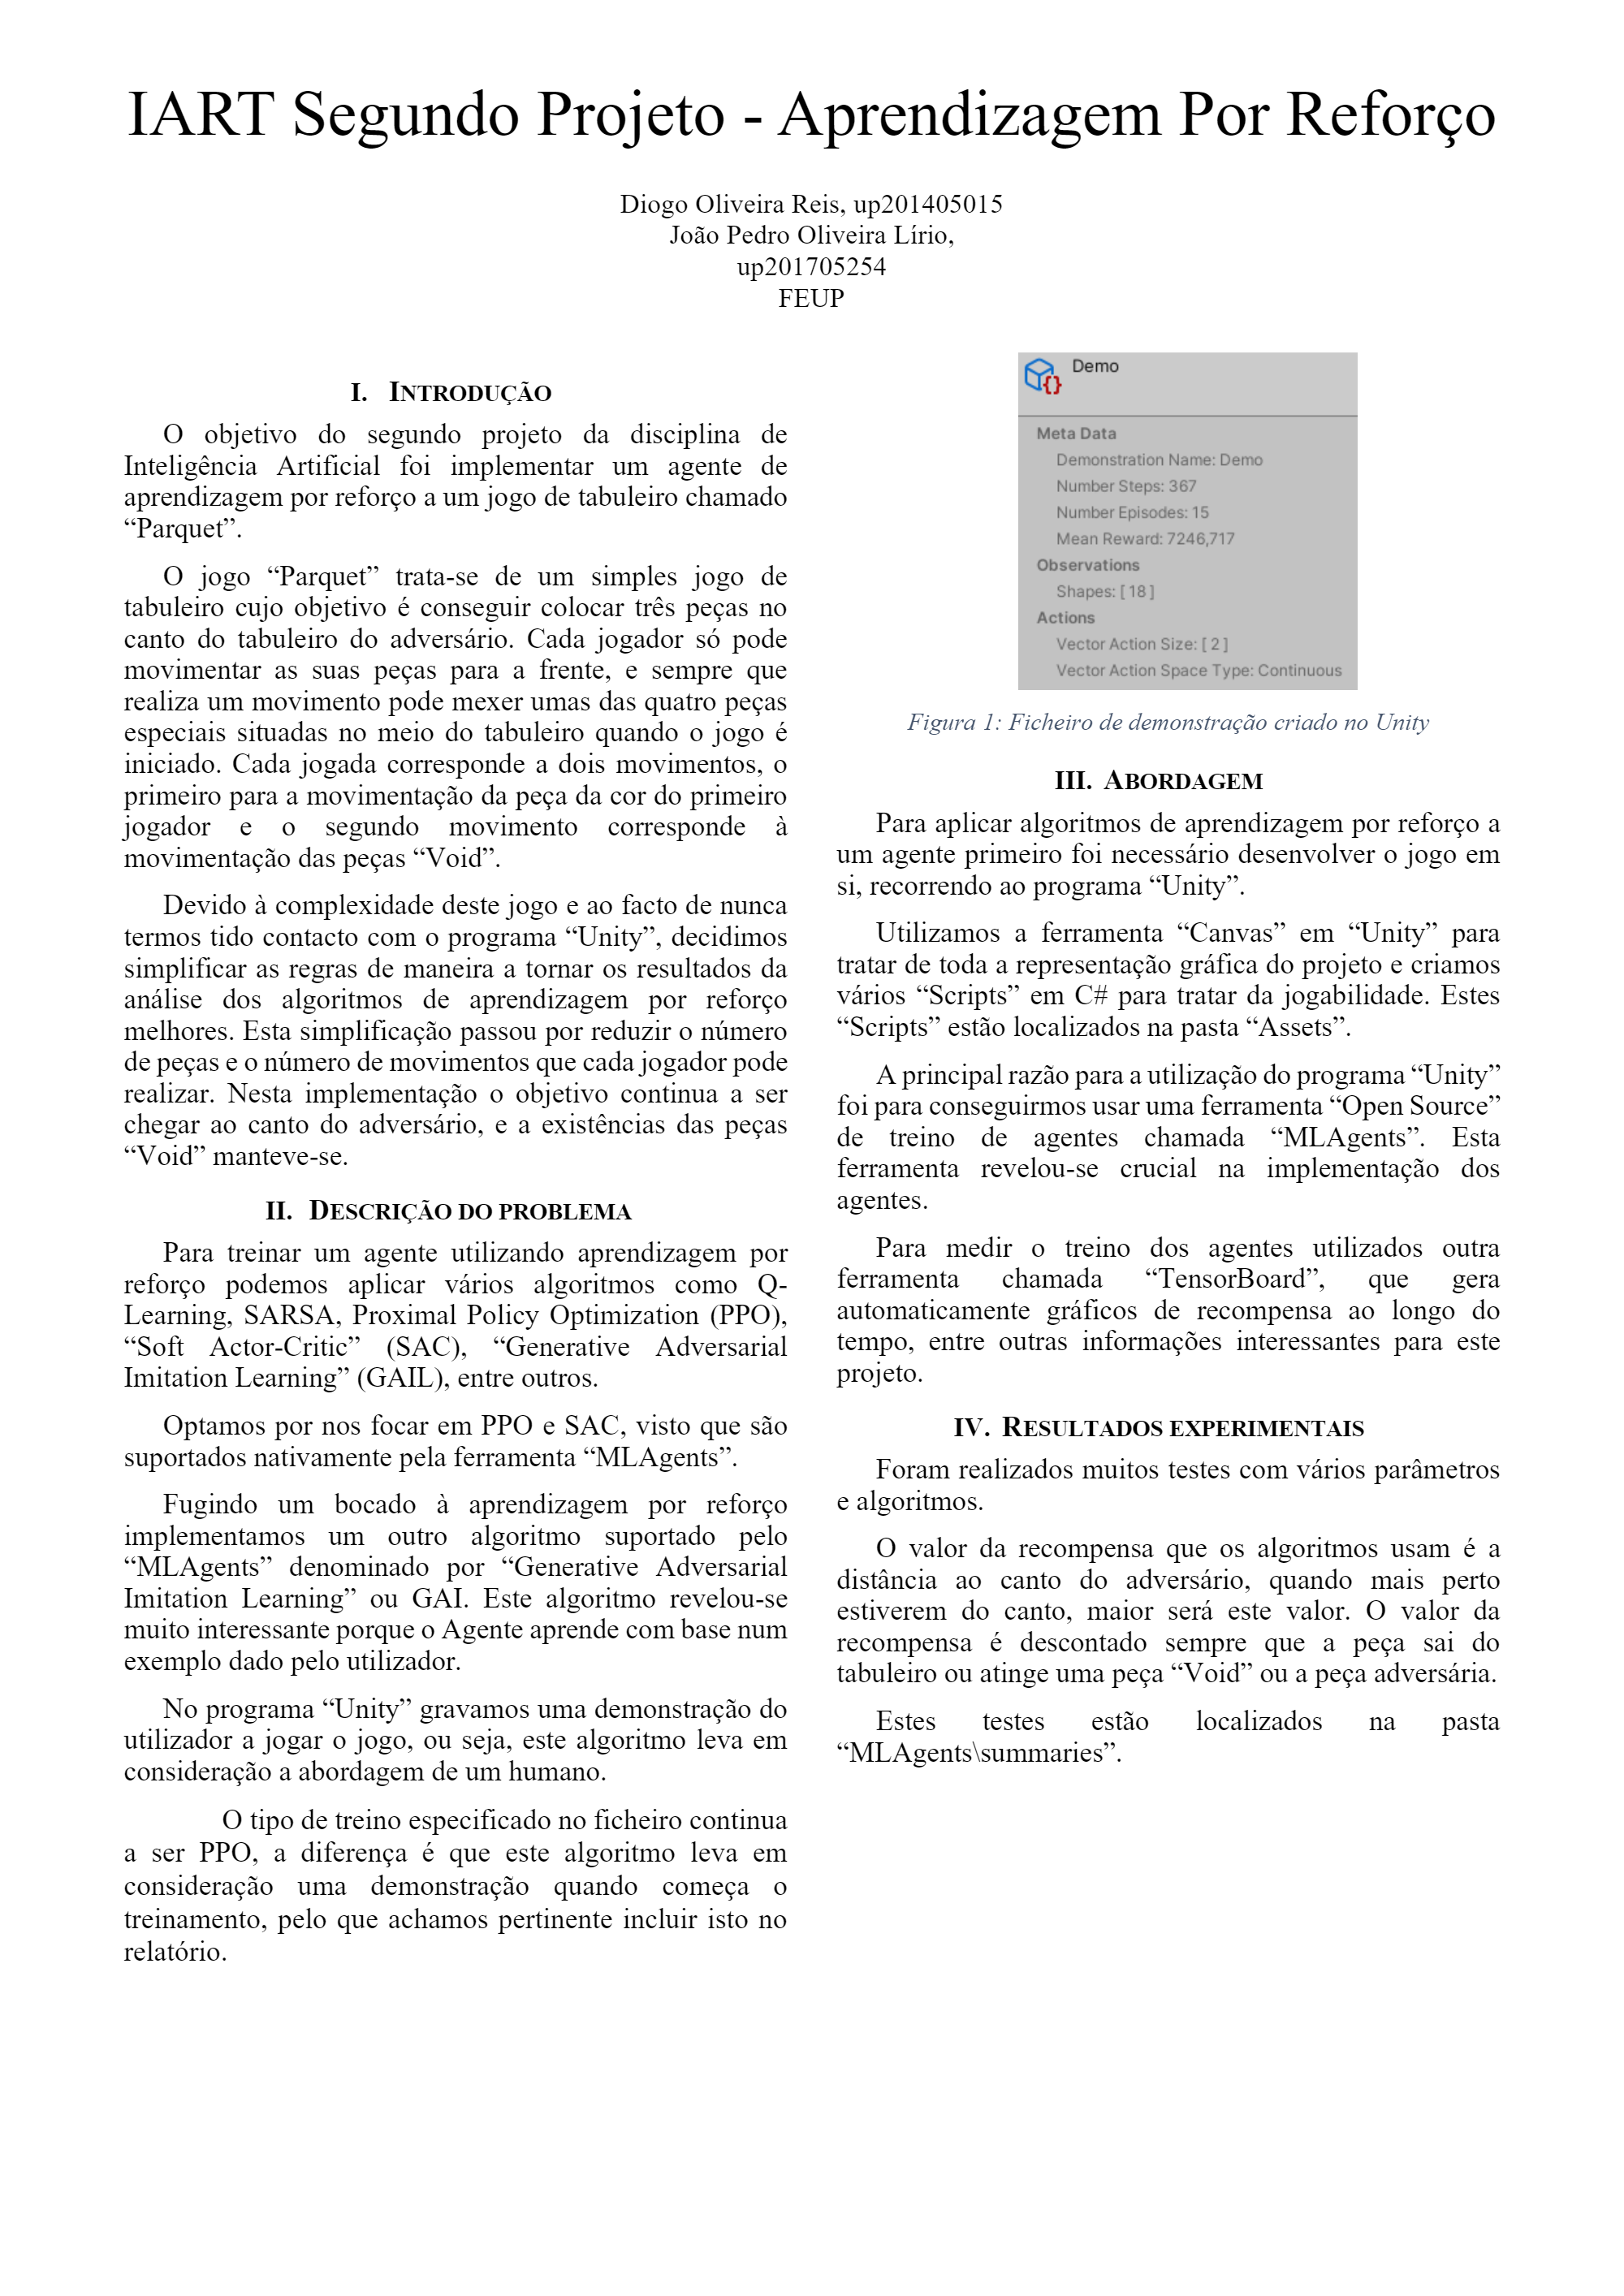 IART Segundo Projeto - Aprendizagem Por Reforço
Diogo Oliveira Reis, up201405015
João Pedro Oliveira Lírio,
up201705254
FEUP
I. INTRODUÇÃO
O objetivo do segundo projeto da disciplina de
Inteligência Artificial foi implementar um agente de
aprendizagem por reforço a um jogo de tabuleiro chamado
“Parquet”.
O jogo “Parquet” trata-se de um simples jogo de
tabuleiro cujo objetivo é conseguir colocar três peças no
canto do tabuleiro do adversário. Cada jogador só pode
movimentar as suas peças para a frente, e sempre que
realiza um movimento pode mexer umas das quatro peças
especiais situadas no meio do tabuleiro quando o jogo é
iniciado. Cada jogada corresponde a dois movimentos, o
primeiro para a movimentação da peça da cor do primeiro
jogador e o segundo movimento corresponde à
movimentação das peças “Void”.
Devido à complexidade deste jogo e ao facto de nunca
termos tido contacto com o programa “Unity”, decidimos
simplificar as regras de maneira a tornar os resultados da
análise dos algoritmos de aprendizagem por reforço
melhores. Esta simplificação passou por reduzir o número
de peças e o número de movimentos que cada jogador pode
realizar. Nesta implementação o objetivo continua a ser
chegar ao canto do adversário, e a existências das peças
“Void” manteve-se.
II. DESCRIÇÃO DO PROBLEMA
Para treinar um agente utilizando aprendizagem por
reforço podemos aplicar vários algoritmos como Q-
Learning, SARSA, Proximal Policy Optimization (PPO),
“Soft Actor-Critic” (SAC), “Generative Adversarial
Imitation Learning” (GAIL), entre outros.
Optamos por nos focar em PPO e SAC, visto que são
suportados nativamente pela ferramenta “MLAgents”.
Fugindo um bocado à aprendizagem por reforço
implementamos um outro algoritmo suportado pelo
“MLAgents” denominado por “Generative Adversarial
Imitation Learning” ou GAI. Este algoritmo revelou-se
muito interessante porque o Agente aprende com base num
exemplo dado pelo utilizador.
No programa “Unity” gravamos uma demonstração do
utilizador a jogar o jogo, ou seja, este algoritmo leva em
consideração a abordagem de um humano.
O tipo de treino especificado no ficheiro continua
a ser PPO, a diferença é que este algoritmo leva em
consideração uma demonstração quando começa o
treinamento, pelo que achamos pertinente incluir isto no
relatório.
Demo
Meta Data
Demonstration Name: Demo
Number Steps: 367
Number Episodes: 15
Mean Reward: 7246,717
Observations
Shapes: [ 18 ]
Actions
Vector Action Size: [ 2 ]
Vector Action Space Type: Continuous
Figura 1: Ficheiro de demonstração criado no Unity
III. ABORDAGEM
Para aplicar algoritmos de aprendizagem por reforço a
um agente primeiro foi necessário desenvolver o jogo em
si, recorrendo ao programa “Unity”.
Utilizamos a ferramenta “Canvas” em “Unity” para
tratar de toda a representação gráfica do projeto e criamos
vários “Scripts” em C# para tratar da jogabilidade. Estes
“Scripts” estão localizados na pasta “Assets”.
A principal razão para a utilização do programa “Unity”
foi para conseguirmos usar uma ferramenta “Open Source”
de treino de agentes chamada “MLAgents”. Esta
ferramenta revelou-se crucial na implementação dos
agentes.
Para medir o treino dos agentes utilizados outra
ferramenta chamada “TensorBoard”, que gera
automaticamente gráficos de recompensa ao longo do
tempo, entre outras informações interessantes para este
projeto.
IV. RESULTADOS EXPERIMENTAIS
Foram realizados muitos testes com vários parâmetros
e algoritmos.
O valor da recompensa que os algoritmos usam é a
distância ao canto do adversário, quando mais perto
estiverem do canto, maior será este valor. O valor da
recompensa é descontado sempre que a peça sai do
tabuleiro ou atinge uma peça “Void” ou a peça adversária.
Estes testes estão localizados na pasta
“MLAgents\summaries”.